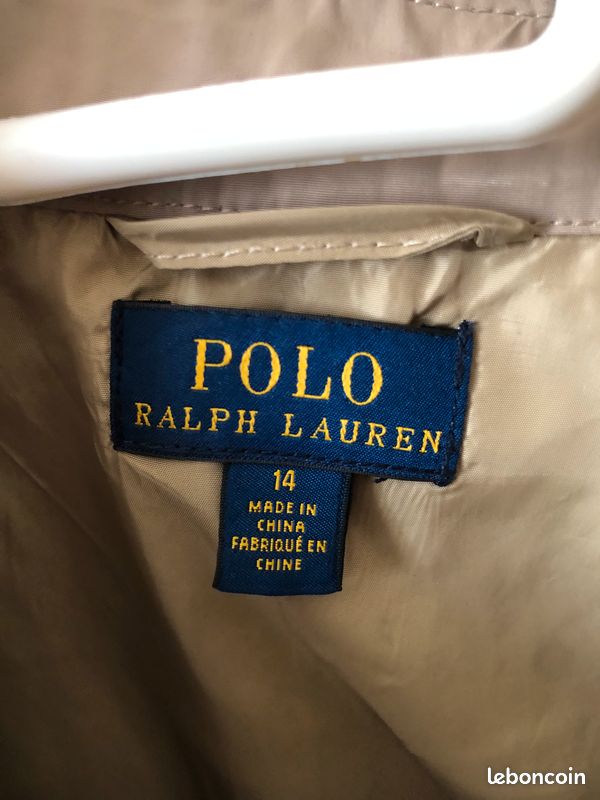 POLO
RALPH LAUREN
14
MADE IN
CHINA
FABRIQUÉ EN
CHINE
leboncoin